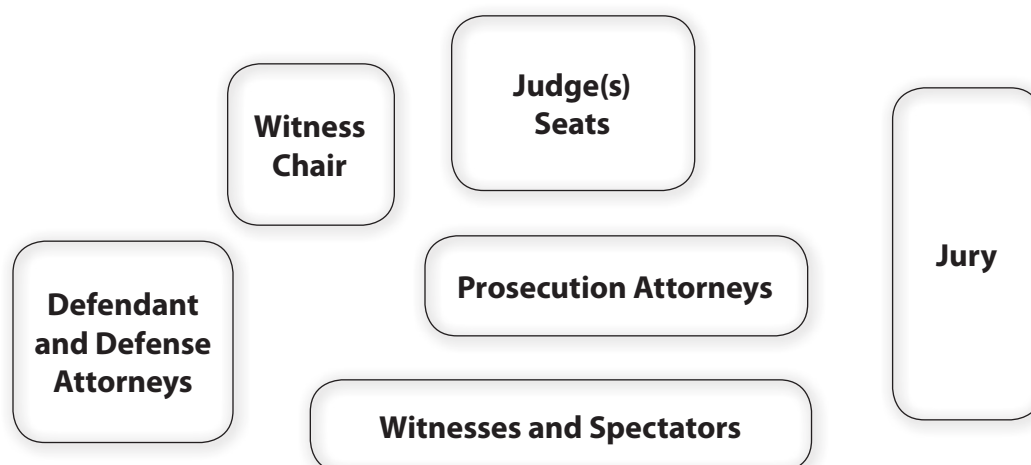 Judge(s)
Seats
Witness
Chair
Jury
Prosecution Attorneys
Defendant
and Defense
Attorneys
Witnesses and Spectators